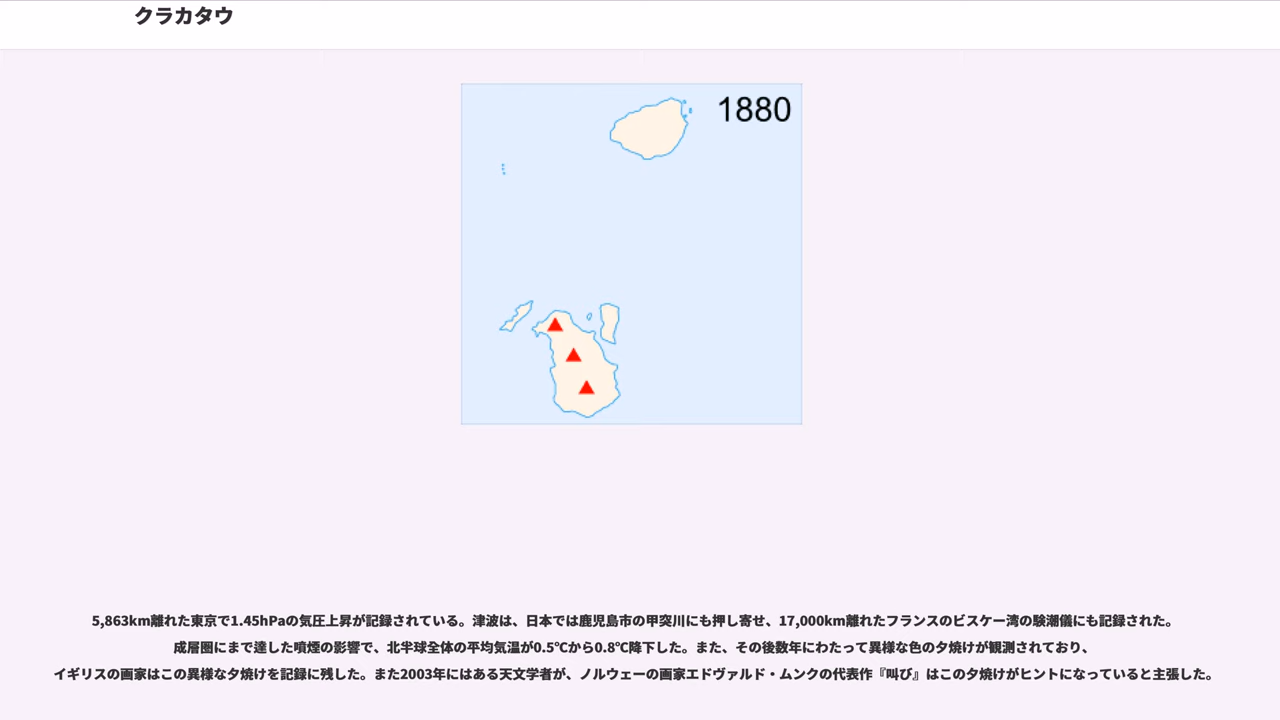 クラカタウ
1880
5,863km離れた東京で1.45hPaの気圧上昇が記録されている。津波は、日本では鹿児島市の甲突川にも押し寄せ、17,000km離れたフランスのビスケー湾の験潮儀にも記録された。
成層圏にまで達した噴煙の影響で、北半球全体の平均気温が0.5℃から0.8℃降下した。また、その後数年にわたって異様な色の夕焼けが観測されており、
イギリスの画家はこの異様な夕焼けを記録に残した。また2003年にはある天文学者が、ノルウェーの画家エドヴァルド・ムンクの代表作『叫び』はこの夕焼けがヒントになっていると主張した。